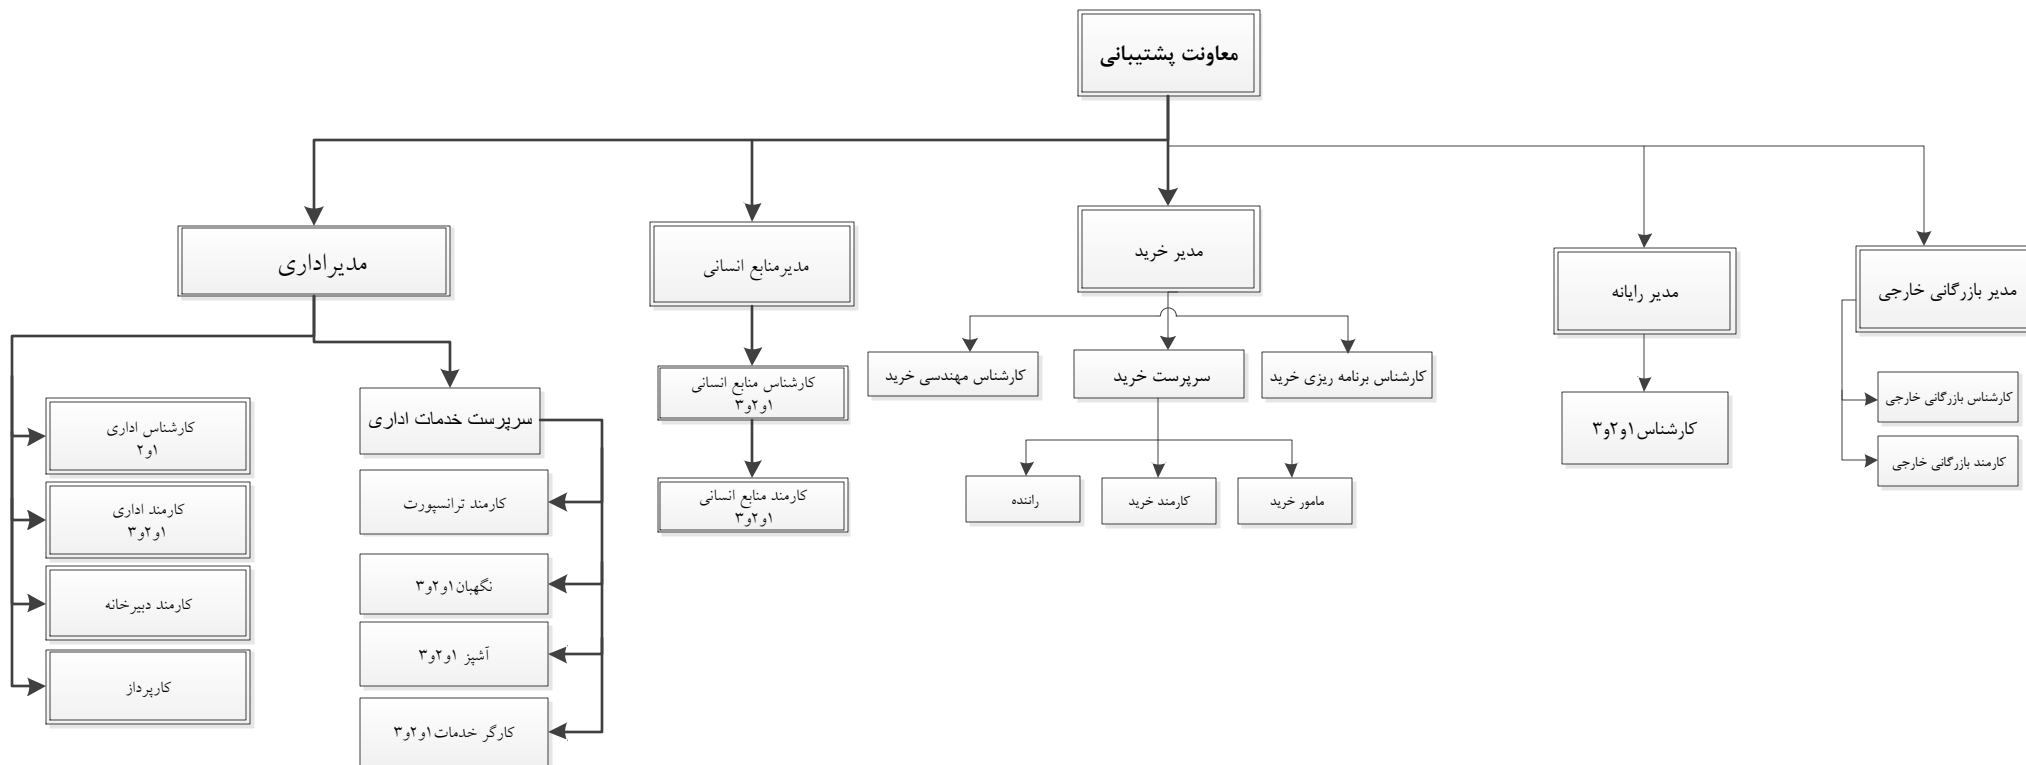 معاونت پشتیبانی
مدیر بازرگانی خارجی
مدیر رایانه
مدیر خرید
مدیرمنابع انسانی
مدیراداری
کارشناس بازرگانی خارجی
کارمند بازرگانی خارجی
کارشناس۱و۲و۳
کارشناس برنامه ریزی خرید
سرپرست خرید
کارشناس مهندسی خرید
مامور خرید
کارمند خرید
راننده
کارشناس منابع انسانی
۱و۲و۳
کارمند منابع انسانی
۱و۲و۳
سرپرست خدمات اداری
کارمند ترانسپورت
نگهبان۱و۲و۳
آشپز ۱و۲و۳
کارگر خدمات۱و۲و۳
کارشناس اداری
۱و۲
کارمند اداری
۱و۲و۳
کارمند دبیرخانه
کارپرداز